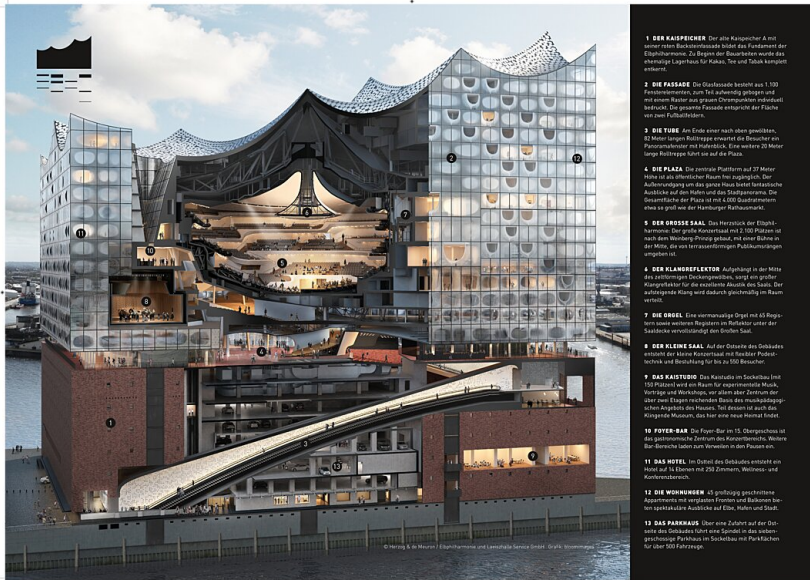 1 DER KAISPEICHER Der alte Kaispeicher A mit
seiner roten Backsteinfassade bildet das Fundament der
Elbphilharmonie. Zu Beginn der Bauarbeiten wurde das
ehemalige Lagerhaus für Kakao, Tee und Tabak komplett
entkernt.
2 DIE FASSADE Die Glasfassade besteht aus 1.100
Fensterelementen, zum Teil aufwendig gebogen und
mit einem Raster aus grauen Chrompunkten individuell
bedruckt. Die gesamte Fassade entspricht der Fläche
von zwei Fußballfeldern.
3 DIE TUBE Am Ende einer nach oben gewölbten,
82 Meter langen Rolltreppe erwartet die Besucher ein
Panoramafenster mit Hafenblick. Eine weitere 20 Meter
lange Rolltreppe führt sie auf die Plaza.
4 DIE PLAZA Die zentrale Plattform auf 37 Meter
Höhe ist als öffentlicher Raum frei zugänglich. Der
Außenrundgang um das ganze Haus bietet fantastische
Ausblicke auf den Hafen und das Stadtpanorama. Die
Gesamtfläche der Plaza ist mit 4.000 Quadratmetern
etwa so groß wie der Hamburger Rathausmarkt.
5 DER GROSSE SAAL Das Herzstück der Elbphil-
harmonie: Der große Konzertsaal mit 2.100 Plätzen ist
nach dem Weinberg-Prinzip gebaut, mit einer Bühne in
der Mitte, die von terrassenförmigen Publikumsrängen
umgeben ist.
6 DER KLANGREFLEKTOR Aufgehängt in der Mitte
des zeltförmigen Deckengewölbes, sorgt ein großer
Klangreflektor für die exzellente Akustik des Saals. Der
aufsteigende Klang wird dadurch gleichmäßig im Raum
verteilt.
7 DIE ORGEL Eine viermanualige Orgel mit 65 Regis-
tern sowie weiteren Registern im Reflektor unter der
Saaldecke vervollständigt den Großen Saal.
8 DER KLEINE SAAL Auf der Ostseite des Gebäudes
entsteht der kleine Konzertsaal mit flexibler Podest-
technik und Bestuhlung für bis zu 550 Besucher.
9 DAS KAISTUDIO Das Kaistudio im Sockelbau (mit
150 Plätzen) wird ein Raum für experimentelle Musik,
Vorträge und Workshops, vor allem aber Zentrum der
über zwei Etagen reichenden Basis des musikpädagogi-
schen Angebots des Hauses. Teil dessen ist auch das
Klingende Museum, das hier eine neue Heimat findet.
10 FOYER-BAR Die Foyer-Bar im 15. Obergeschoss ist
das gastronomische Zentrum des Konzertbereichs. Weitere
Bar-Bereiche laden zum Verweilen in den Pausen ein.
11 DAS HOTEL Im Ostteil des Gebäudes entsteht ein
Hotel auf 14 Ebenen mit 250 Zimmern, Wellness- und
Konferenzbereich.
12 DIE WOHNUNGEN 45 großzügig geschnittene
Appartments mit verglasten Fronten und Balkonen bie-
ten spektakuläre Ausblicke auf Elbe, Hafen und Stadt.
13 DAS PARKHAUS Über eine Zufahrt auf der Ost-
seite des Gebäudes führt eine Spindel in das sieben-
geschossige Parkhaus im Sockelbau mit Parkflächen
für über 500 Fahrzeuge.
2
12
6
7
11
10
5
8
4
1
3
13
9
© Herzog & de Meuron / Elbphilharmonie und Laeiszhalle Service GmbH. Grafik: bloomimages